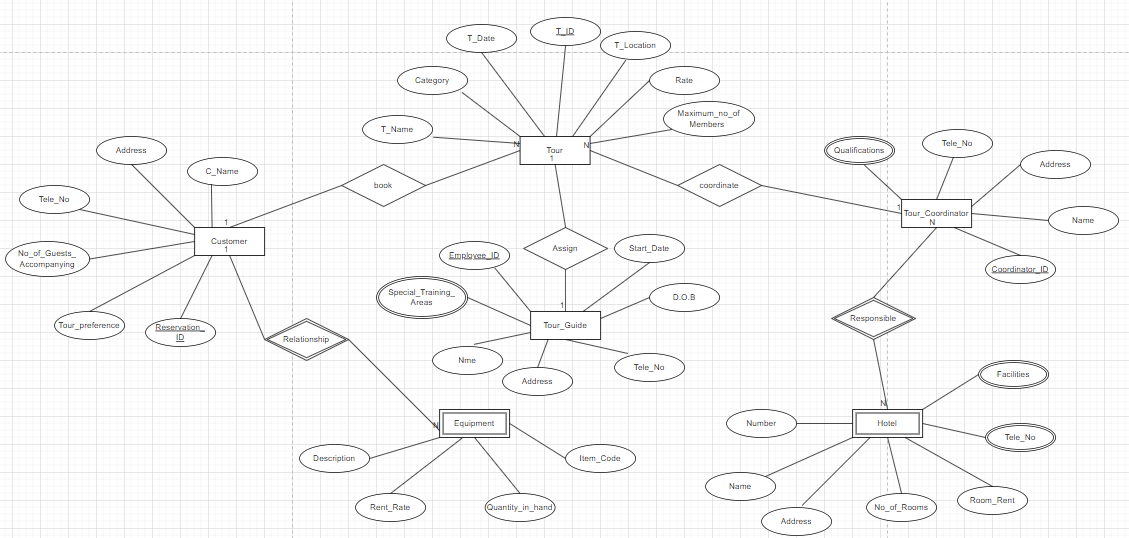 T_ID
T_Date
T_Location
Category
Rate
Maximum_no_of
Members
T_Name
N
Tour
N
1
Address
C_Name
book
coordinate
Qualifications
Tele_No
Address
Tele_No
1
Customer
1
1
Tour_Coordinator
N
Name
No_of_Guests_
Accompanying
Employee_ID
Assign
Start_Date
Coordinator_ID
Special_Training_
Areas
D.O.B
1
Tour_preference
Reservation_
ID
Relationship
Tour_Guide
Responsible
Nme
Address
Tele_No
Facilities
N
Equipment
N
Hotel
Number
Tele_No
Description
Item_Code
Name
Rent_Rate
Quantity_in_hand
Address
No_of_Rooms
Room_Rent